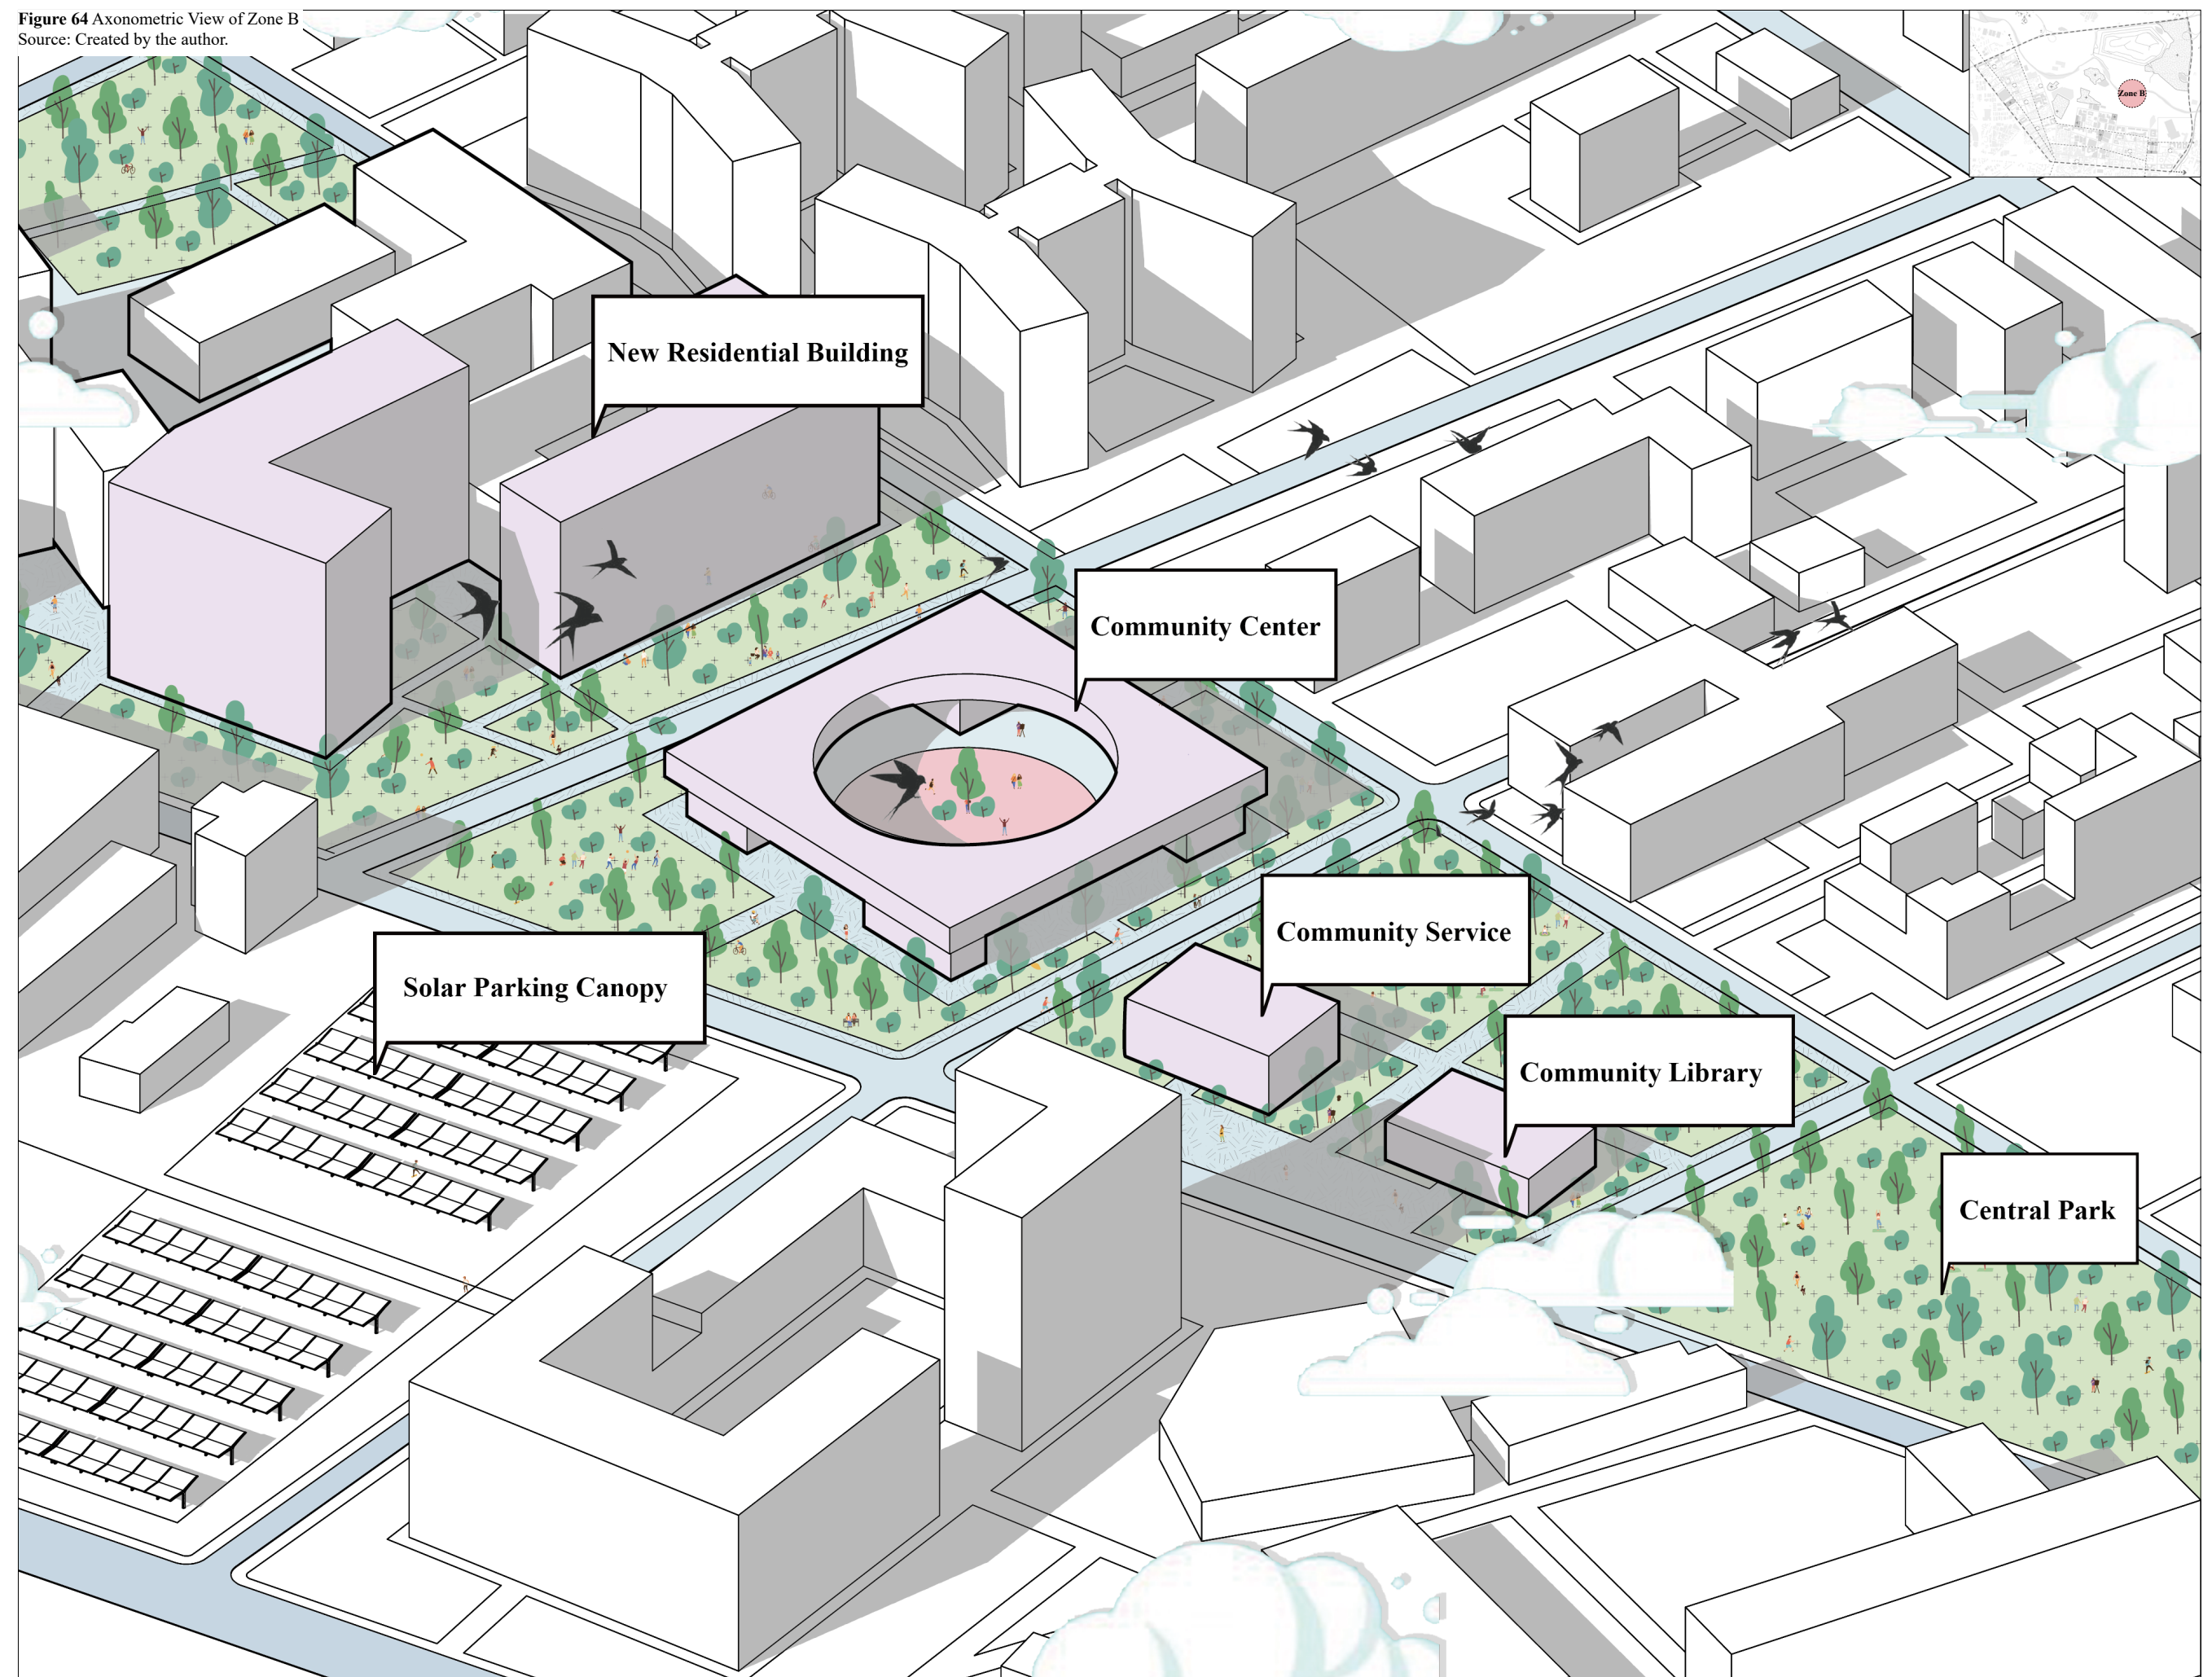 Figure 64 Axonometric View of Zone B
Source: Created by the author.
Zone B
New Residential Building
Community Center
Community Service
Solar Parking Canopy
Community Library
Central Park